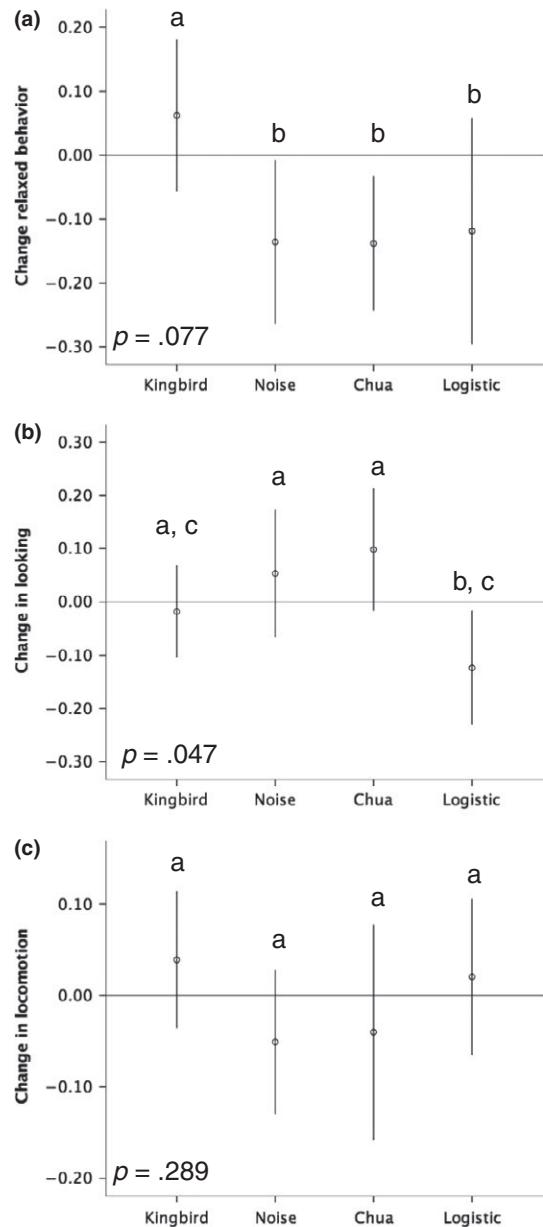 (a)
Change relaxed behavior
0.20
0.10
0.00
−0.10
−0.20
−0.30
a
b
b
b
p = .077
Kingbird Noise Chua Logistic
(b)
Change in looking
0.30
0.20
0.10
0.00
−0.10
−0.20
−0.30
a, c
a
a
b, c
p = .047
Kingbird Noise Chua Logistic
(c)
Change in locomotion
0.10
0.00
−0.10
−0.20
a
a
a
a
p = .289
Kingbird Noise Chua Logistic